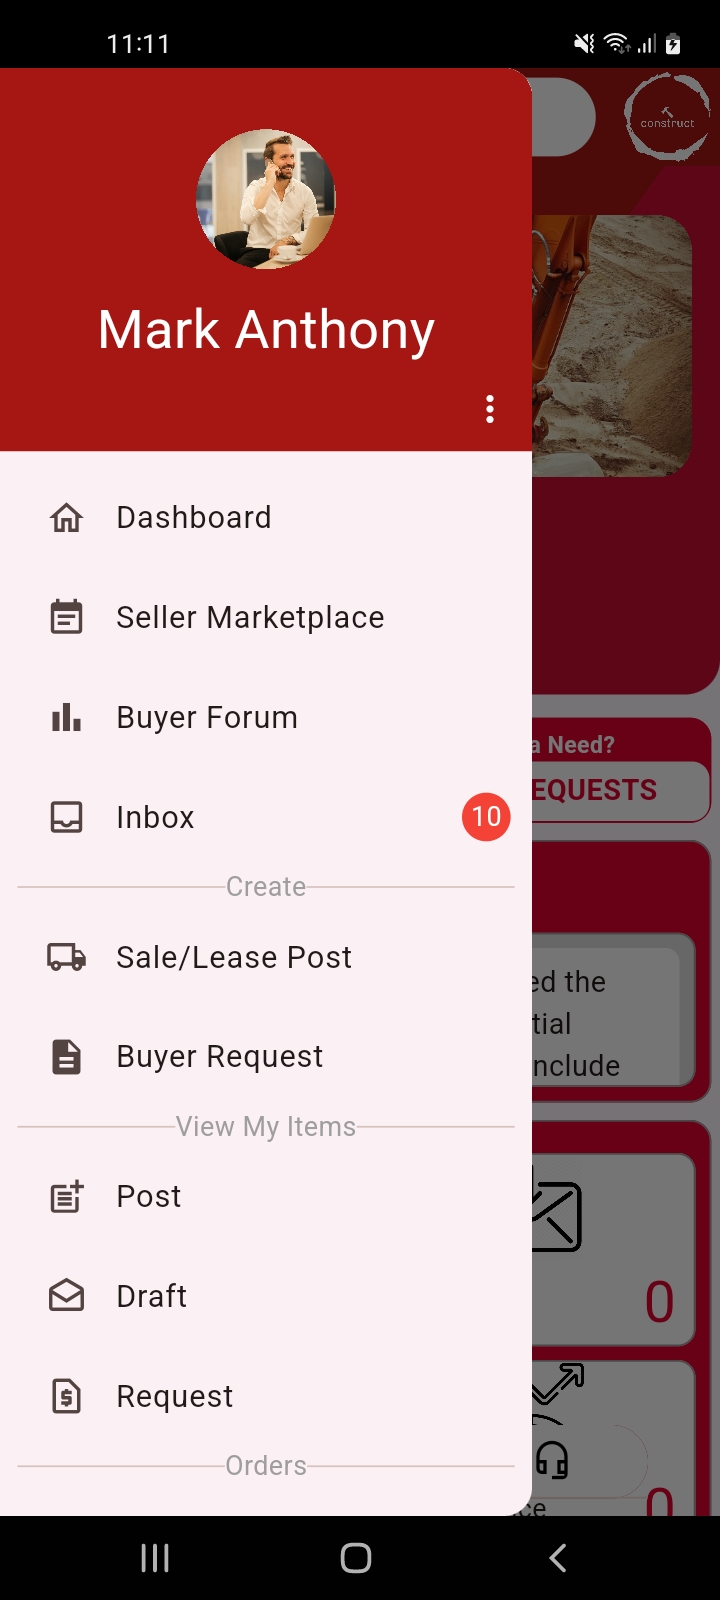 11:11
construct
Mark Anthony
Dashboard
Seller Marketplace
Buyer Forum
Inbox
10
Create
Sale/Lease Post
Buyer Request
View My Items
Post
Draft
Request
Orders
a Need?
EQUESTS
ed the
tial
nclude
0
0
ce